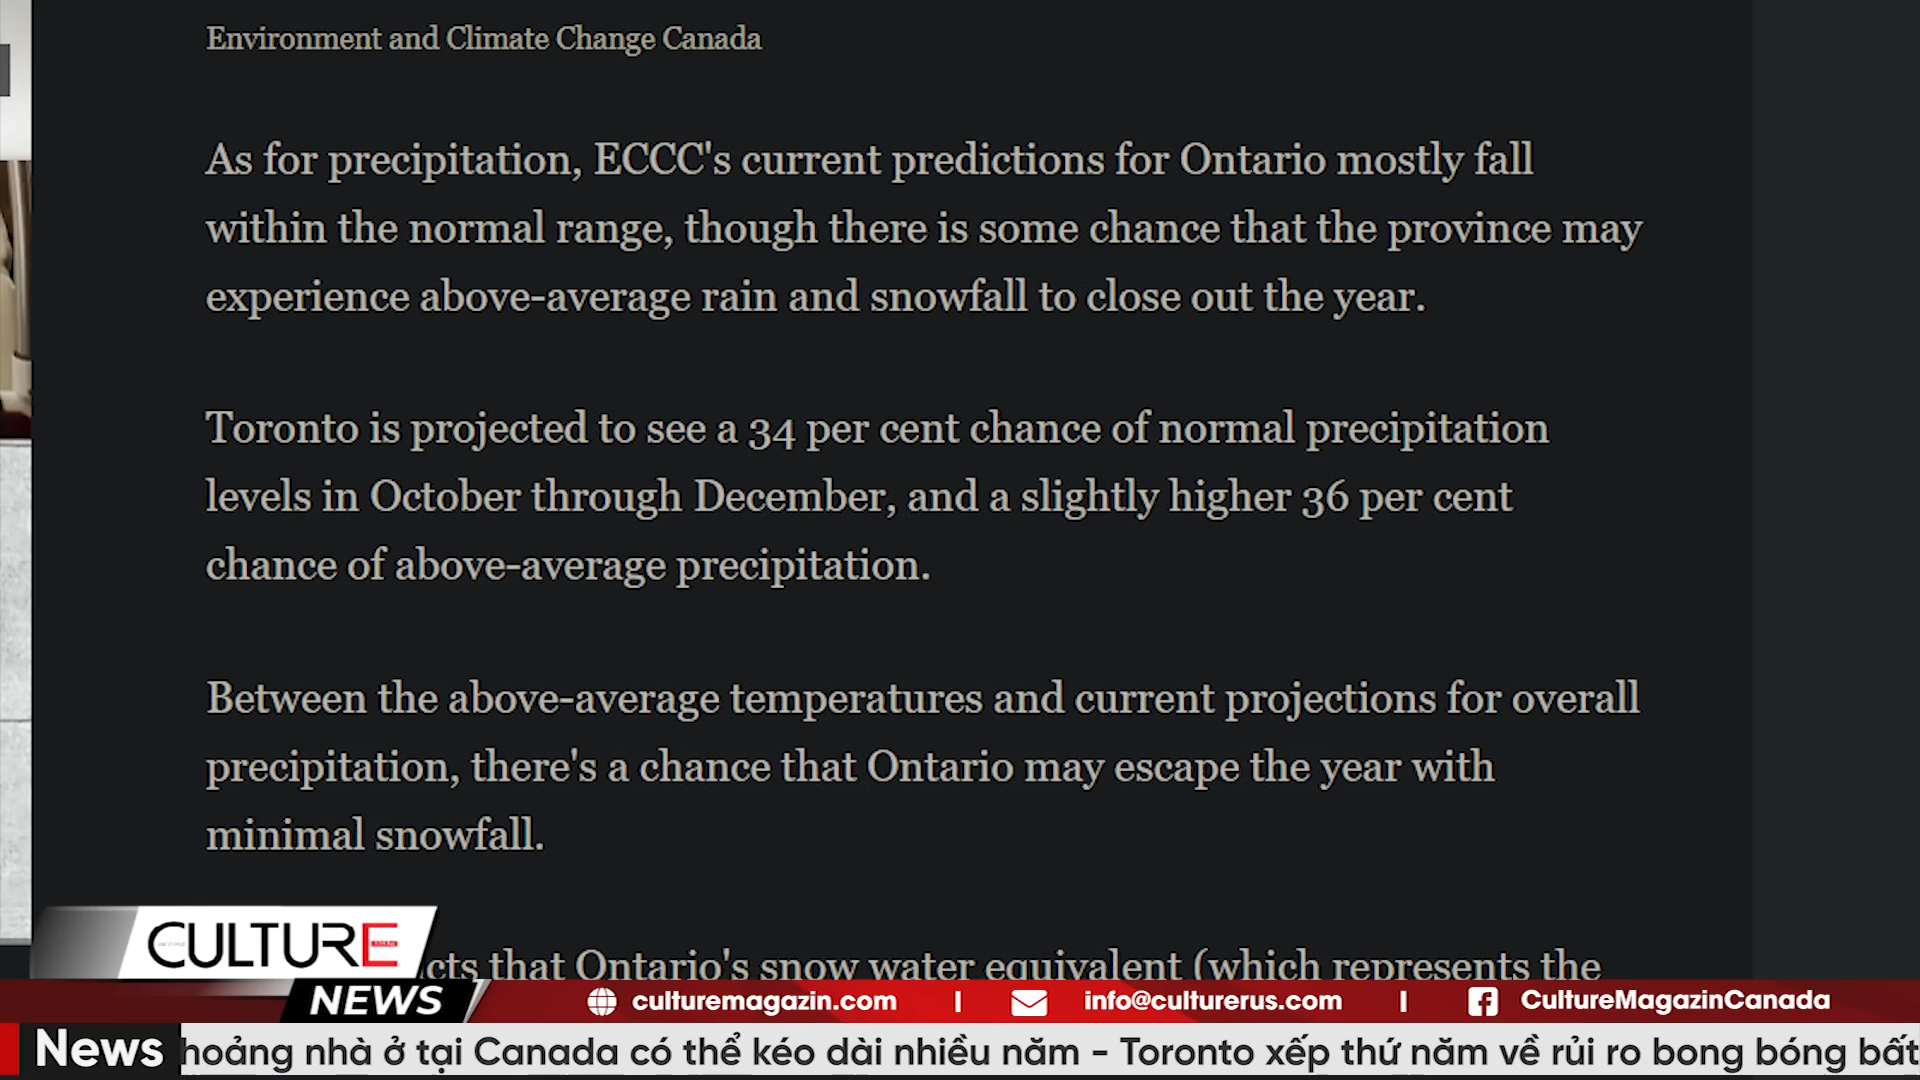 Environment and Climate Change Canada
As for precipitation, ECCC's current predictions for Ontario mostly fall
within the normal range, though there is some chance that the province may
experience above-average rain and snowfall to close out the year.
Toronto is projected to see a 34 per cent chance of normal precipitation
levels in October through December, and a slightly higher 36 per cent
chance of above-average precipitation.
Between the above-average temperatures and current projections for overall
precipitation, there's a chance that Ontario may escape the year with
minimal snowfall.
that Ontario's snow water equivalent (which represents the
CULTURE
NEWS
culturemagazin.com | info@culturerus.com | CultureMagazinCanada
News hoảng nhà ở tại Canada có thể kéo dài nhiều năm - Toronto xếp thứ năm về rủi ro bong bóng bất